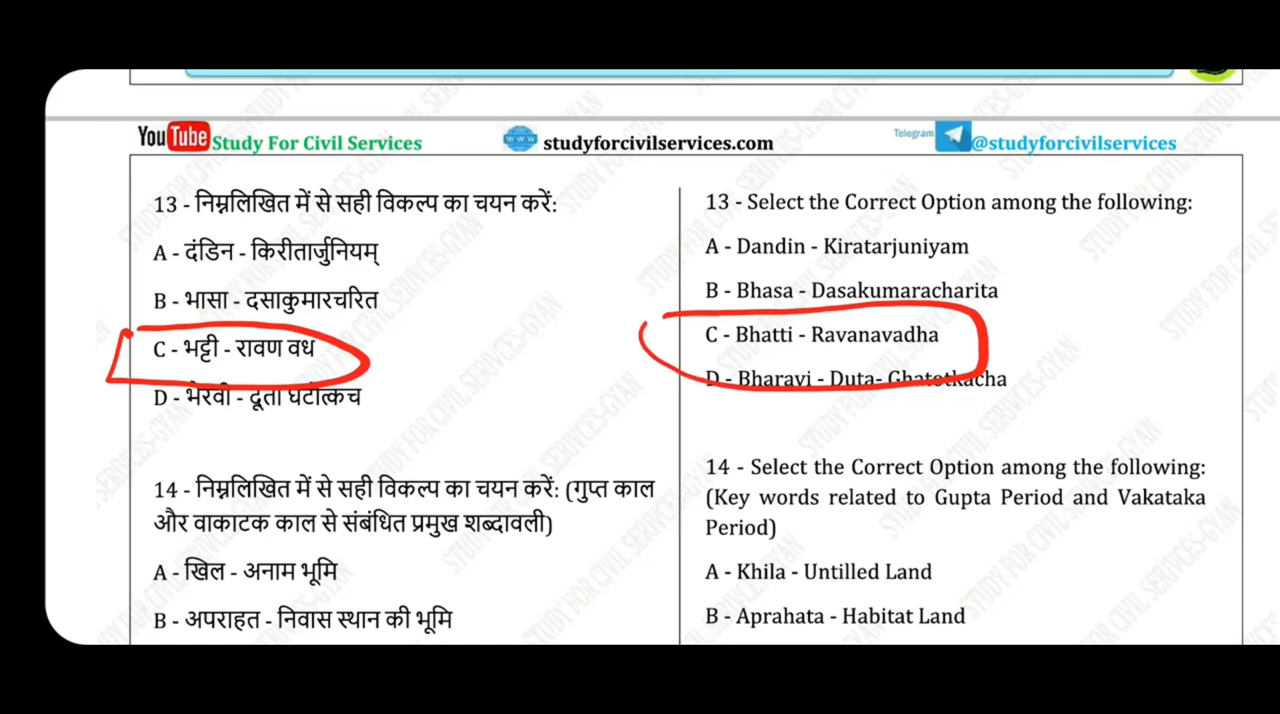 YouTube Study For Civil Services
www studyforcivilservices.com
Telegram @studyforcivilservices
13 - निम्नलिखित में से सही विकल्प का चयन करें:
A - दंडिन - किरीतार्जुनियम्
B - भासा - दसाकुमारचरित
C - भट्टी - रावण वध
D - भैरवी - दूता घटोत्कच
14 - निम्नलिखित में से सही विकल्प का चयन करें: (गुप्त काल
और वाकाटक काल से संबंधित प्रमुख शब्दावली)
A - खिल - अनाम भूमि
B - अपराहत - निवास स्थान की भूमि
13 - Select the Correct Option among the following:
A - Dandin - Kiratarjuniyam
B - Bhasa - Dasakumaracharita
C - Bhatti - Ravanavadha
D - Bharavi - Duta- Ghatotkacha
14 - Select the Correct Option among the following:
(Key words related to Gupta Period and Vakataka
Period)
A - Khila - Untilled Land
B - Aprahata - Habitat Land